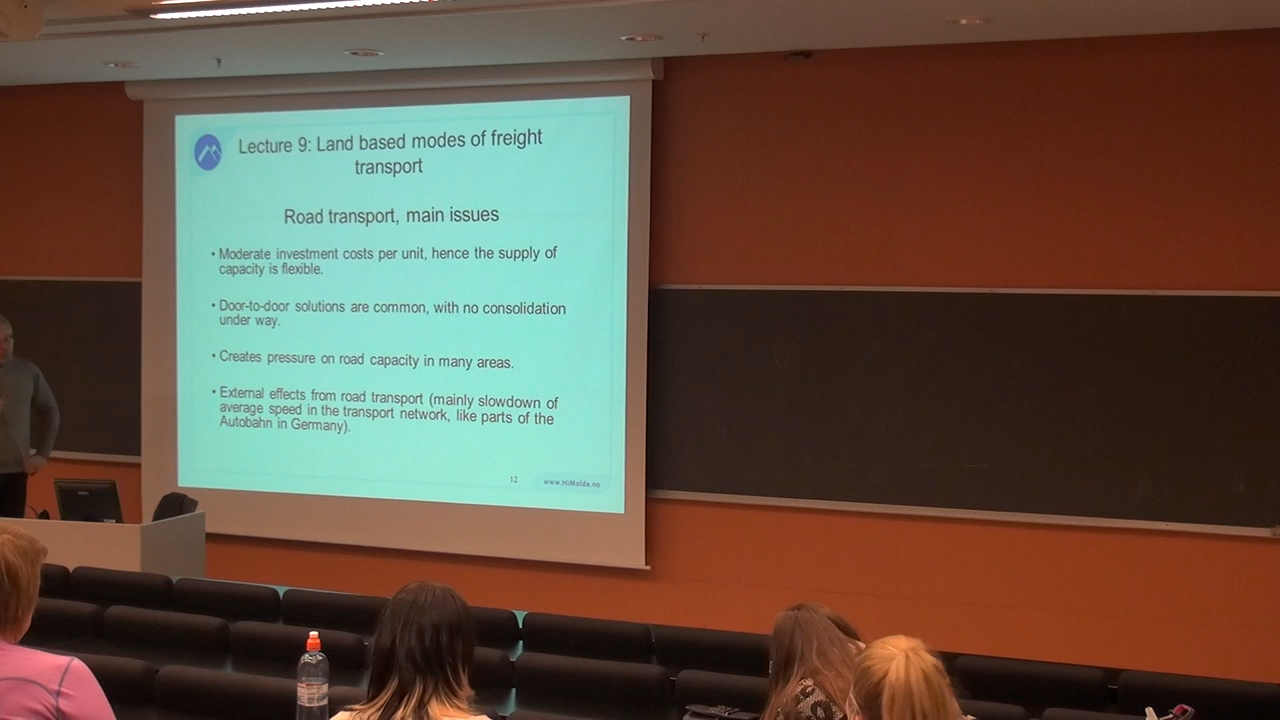 Lecture 9: Land based modes of freight
transport
Road transport, main issues
• Moderate investment costs per unit, hence the supply of
capacity is flexible.
• Door-to-door solutions are common, with no consolidation
under way.
• Creates pressure on road capacity in many areas.
• External effects from road transport (mainly slowdown of
average speed in the transport network, like parts of the
Autobahn in Germany).
12
www.HiMolde.no